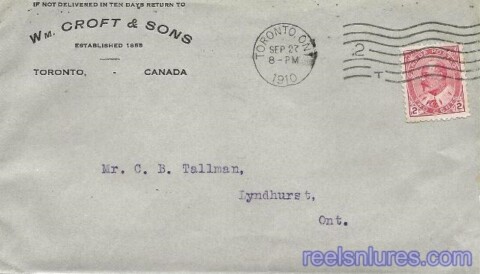 IF NOT DELIVERED IN TEN DAYS RETURN TO
WM. CROFT & SONS
ESTABLISHED 1855
TORONTO, - CANADA
TORONTO, ONT
SEP 27
8-PM
1910
2
T
2 2
Mr. C. B. Tallman,
Lyndhurst,
Ont.
reelsnlures.com